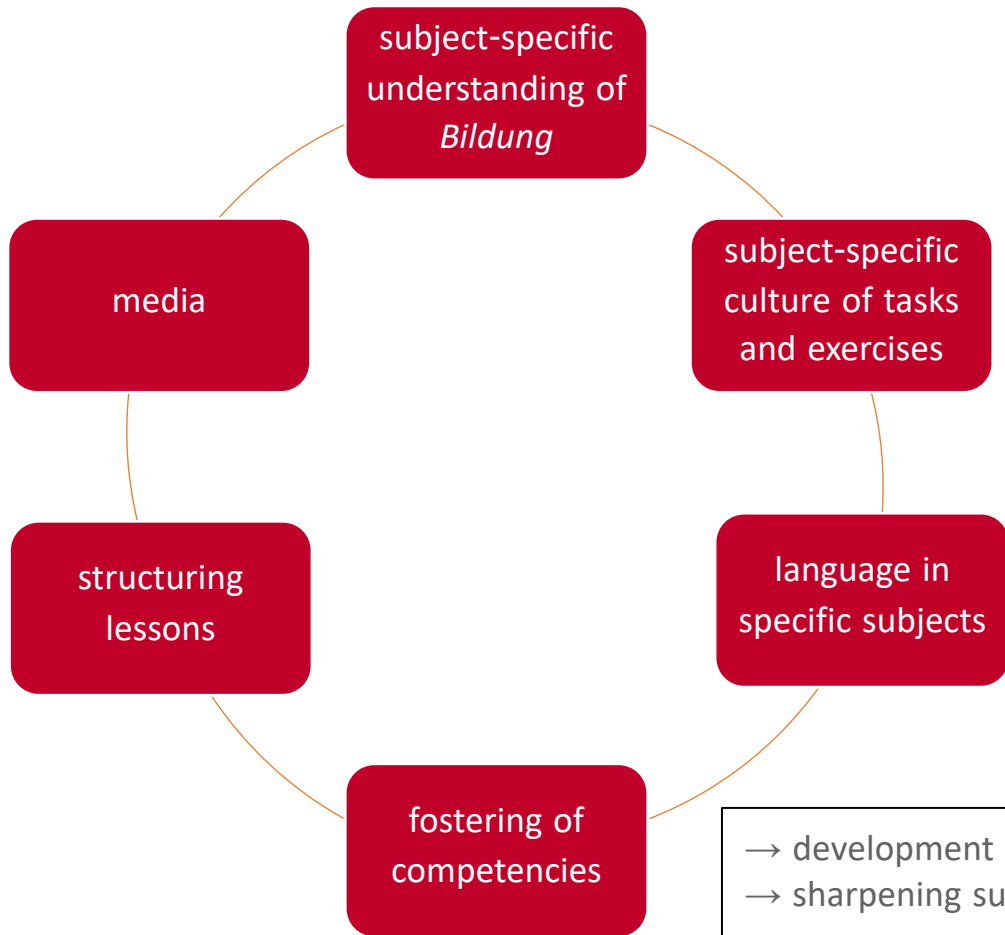 subject-specific
understanding of
Bildung
subject-specific
culture of tasks
and exercises
language in
specific subjects
fostering of
competencies
structuring
lessons
media
→ development
→ sharpening su